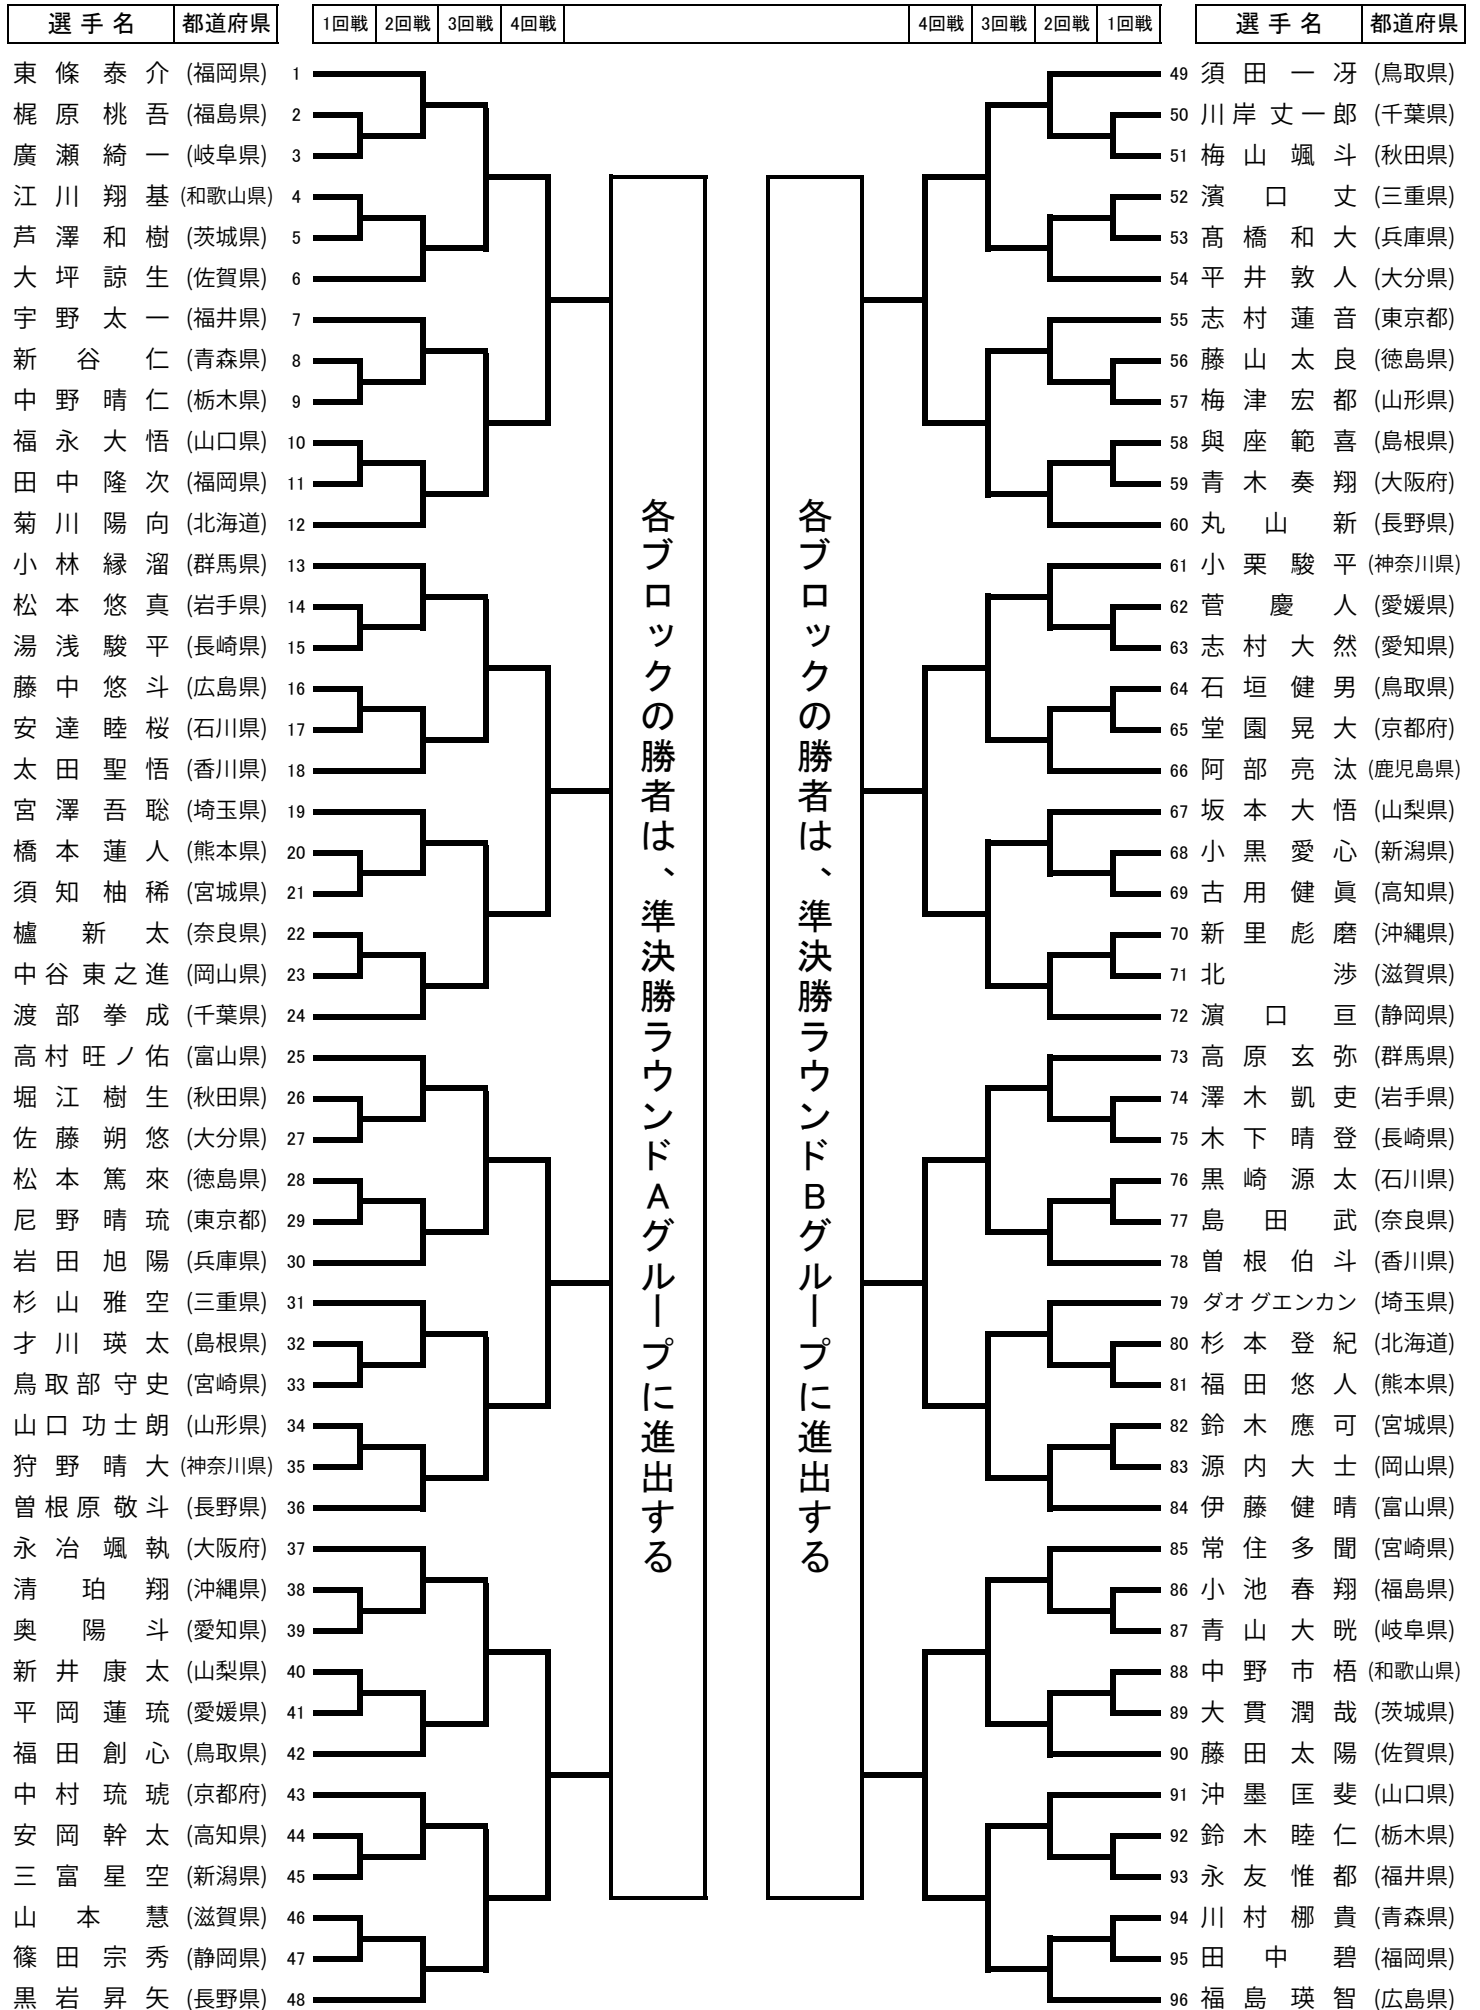 選手名 都道府県 1回戦 2回戦 3回戦 4回戦 4回戦 3回戦 2回戦 1回戦 選手名 都道府県
東條泰介 (福岡県) 1
梶原桃吾 (福島県) 2
廣瀬綺一 (岐阜県) 3
江川翔基 (和歌山県) 4
芦澤和樹 (茨城県) 5
大坪諒生 (佐賀県) 6
宇野太一 (福井県) 7
新谷仁 (青森県) 8
中野晴仁 (栃木県) 9
福永大悟 (山口県) 10
田中隆次 (福岡県) 11
菊川陽向 (北海道) 12
小林縁溜 (群馬県) 13
松本悠真 (岩手県) 14
湯浅駿平 (長崎県) 15
藤中悠斗 (広島県) 16
安達睦桜 (石川県) 17
太田聖悟 (香川県) 18
宮澤吾聡 (埼玉県) 19
橋本蓮人 (熊本県) 20
須知柚稀 (宮城県) 21
櫨新太 (奈良県) 22
中谷東之進 (岡山県) 23
渡部拳成 (千葉県) 24
高村旺ノ佑 (富山県) 25
堀江樹生 (秋田県) 26
佐藤朔悠 (大分県) 27
松本篤來 (徳島県) 28
尼野晴琉 (東京都) 29
岩田旭陽 (兵庫県) 30
杉山雅空 (三重県) 31
才川瑛太 (島根県) 32
鳥取部守史 (宮崎県) 33
山口功士朗 (山形県) 34
狩野晴大 (神奈川県) 35
曽根原敬斗 (長野県) 36
永冶颯執 (大阪府) 37
清珀翔 (沖縄県) 38
奥陽斗 (愛知県) 39
新井康太 (山梨県) 40
平岡蓮琉 (愛媛県) 41
福田創心 (鳥取県) 42
中村琉琥 (京都府) 43
安岡幹太 (高知県) 44
三富星空 (新潟県) 45
山本慧 (滋賀県) 46
篠田宗秀 (静岡県) 47
黒岩昇矢 (長野県) 48
各ブロックの勝者は、準決勝ラウンドAグループに進出する
各ブロックの勝者は、準決勝ラウンドBグループに進出する
49 須田一冴 (鳥取県)
50 川岸丈一郎 (千葉県)
51 梅山颯斗 (秋田県)
52 濱口丈 (三重県)
53 髙橋和大 (兵庫県)
54 平井敦人 (大分県)
55 志村蓮音 (東京都)
56 藤山太良 (徳島県)
57 梅津宏都 (山形県)
58 與座範喜 (島根県)
59 青木奏翔 (大阪府)
60 丸山新 (長野県)
61 小栗駿平 (神奈川県)
62 菅慶人 (愛媛県)
63 志村大然 (愛知県)
64 石垣健男 (鳥取県)
65 堂園晃大 (京都府)
66 阿部亮汰 (鹿児島県)
67 坂本大悟 (山梨県)
68 小黒愛心 (新潟県)
69 古用健眞 (高知県)
70 新里彪磨 (沖縄県)
71 北渉 (滋賀県)
72 濵口亘 (静岡県)
73 高原玄弥 (群馬県)
74 澤木凱吏 (岩手県)
75 木下晴登 (長崎県)
76 黒崎源太 (石川県)
77 島田武 (奈良県)
78 曽根伯斗 (香川県)
79 ダオ グエンカン (埼玉県)
80 杉本登紀 (北海道)
81 福田悠人 (熊本県)
82 鈴木應可 (宮城県)
83 源内大士 (岡山県)
84 伊藤健晴 (富山県)
85 常住多聞 (宮崎県)
86 小池春翔 (福島県)
87 青山大晄 (岐阜県)
88 中野市梧 (和歌山県)
89 大貫潤哉 (茨城県)
90 藤田太陽 (佐賀県)
91 沖墨匡斐 (山口県)
92 鈴木睦仁 (栃木県)
93 永友惟都 (福井県)
94 川村梛貴 (青森県)
95 田中碧 (福岡県)
96 福島瑛智 (広島県)